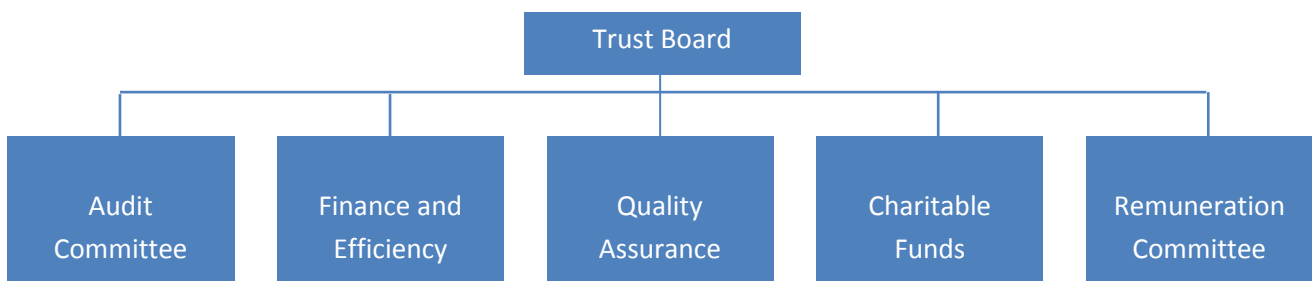 Trust Board
Audit
Committee
Finance and
Efficiency
Quality
Assurance
Charitable
Funds
Remuneration
Committee